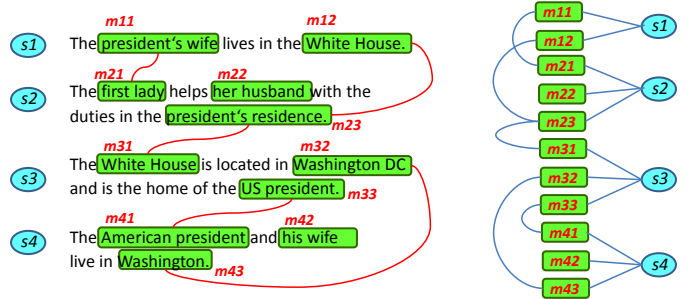 m11 m12
s1 The president's wife lives in the White House.
m21 m22
s2 The first lady helps her husband with the
duties in the president's residence.
m23
m31 m32
s3 The White House is located in Washington DC
and is the home of the US president.
m33
m41 m42
s4 The American president and his wife
live in Washington.
m43
m11
s1
m12
m21
s2
m22
m23
m31
m32
s3
m33
m41
s4
m42
m43